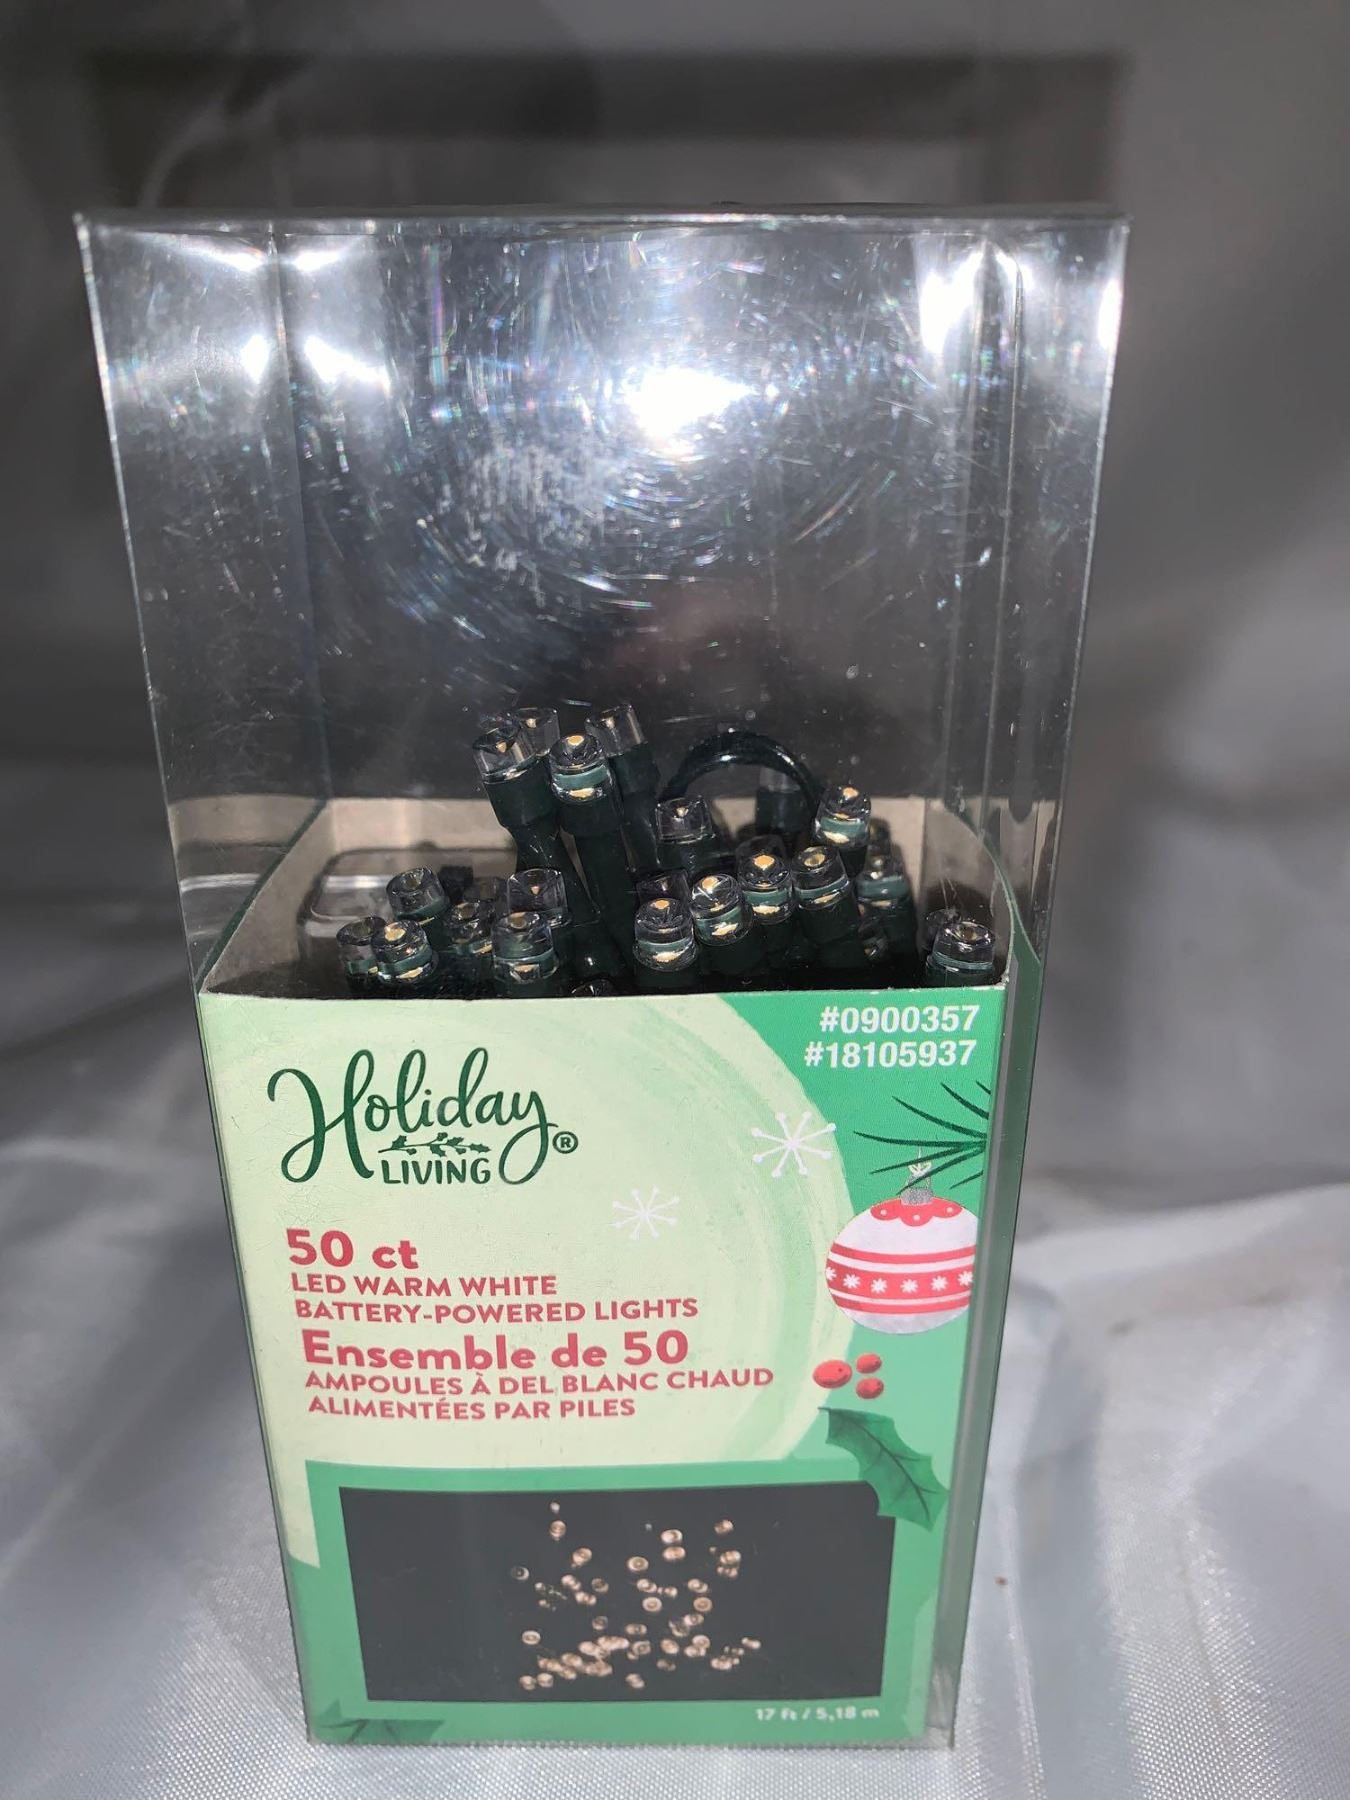 #0900357
#18105937
Holiday
LIVING®
50 ct
LED WARM WHITE
BATTERY-POWERED LIGHTS
Ensemble de 50
AMPOULES À DEL BLANC CHAUD
ALIMENTÉES PAR PILES
17 ft / 5,18 m